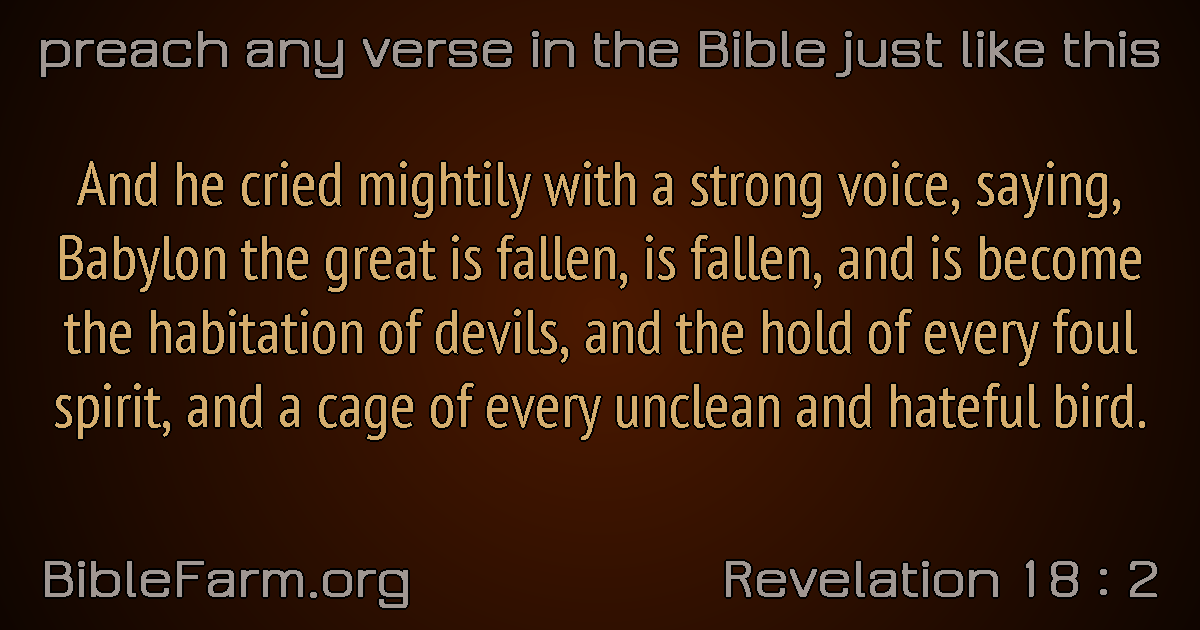 preach any verse in the Bible just like this
And he cried mightily with a strong voice, saying,
Babylon the great is fallen, is fallen, and is become
the habitation of devils, and the hold of every foul
spirit, and a cage of every unclean and hateful bird.
BibleFarm.org
Revelation 18 : 2